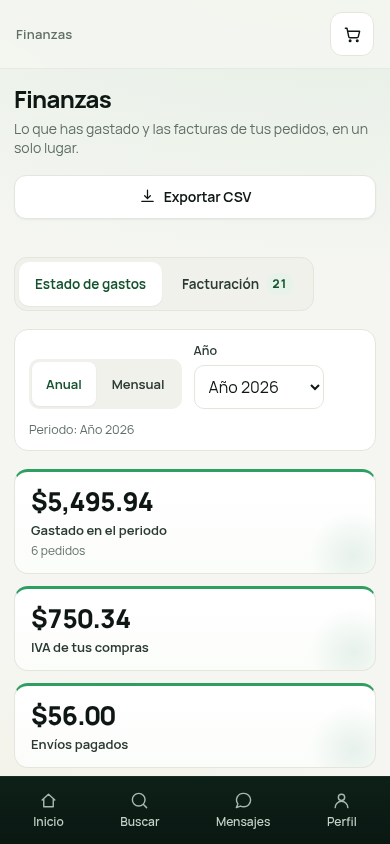 Finanzas
Finanzas
Lo que has gastado y las facturas de tus pedidos, en un
solo lugar.
Exportar CSV
Estado de gastos
Facturación 21
Año
Anual
Mensual
Año 2026
Periodo: Año 2026
$5,495.94
Gastado en el periodo
6 pedidos
$750.34
IVA de tus compras
$56.00
Envíos pagados
Inicio
Buscar
Mensajes
Perfil